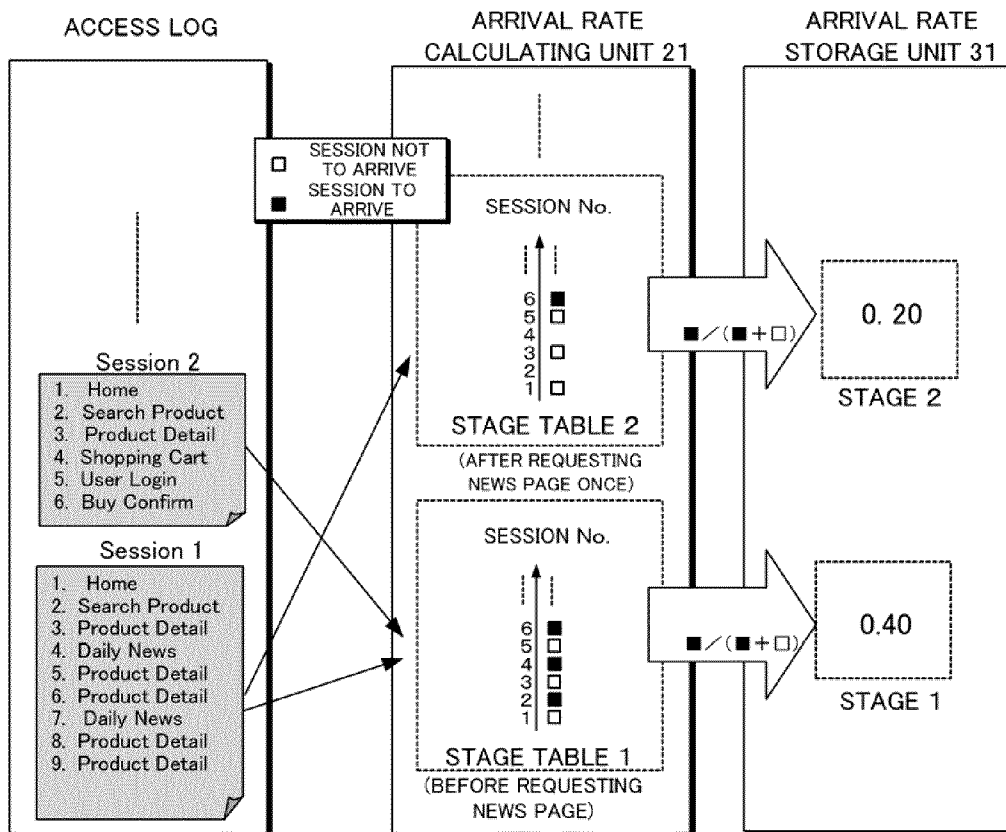 ACCESS LOG
ARRIVAL RATE
CALCULATING UNIT 21
ARRIVAL RATE
STORAGE UNIT 31
□ SESSION NOT
TO ARRIVE
■ SESSION TO
ARRIVE
Session 2
1. Home
2. Search Product
3. Product Detail
4. Shopping Cart
5. User Login
6. Buy Confirm
Session 1
1. Home
2. Search Product
3. Product Detail
4. Daily News
5. Product Detail
6. Product Detail
7. Daily News
8. Product Detail
9. Product Detail
SESSION No.
6
5
4
3
2
1
STAGE TABLE 2
(AFTER REQUESTING
NEWS PAGE ONCE)
SESSION No.
6
5
4
3
2
1
STAGE TABLE 1
(BEFORE REQUESTING
NEWS PAGE)
■/(■+□)
0. 20
STAGE 2
■/(■+□)
0.40
STAGE 1